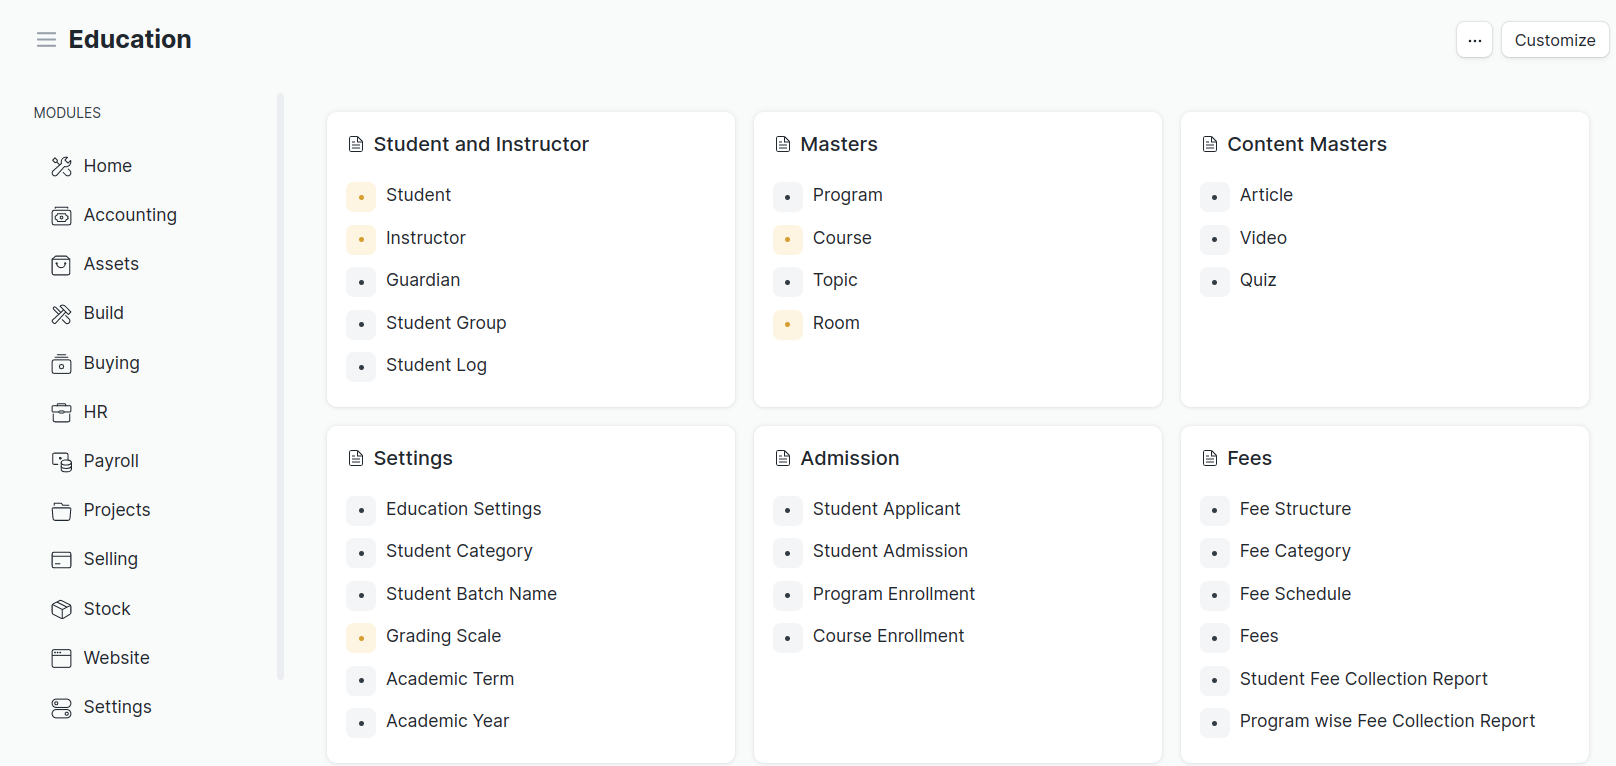 Education
...
Customize
MODULES
Home
Accounting
Assets
Build
Buying
HR
Payroll
Projects
Selling
Stock
Website
Settings
Student and Instructor
Student
Instructor
Guardian
Student Group
Student Log
Masters
Program
Course
Topic
Room
Content Masters
Article
Video
Quiz
Settings
Education Settings
Student Category
Student Batch Name
Grading Scale
Academic Term
Academic Year
Admission
Student Applicant
Student Admission
Program Enrollment
Course Enrollment
Fees
Fee Structure
Fee Category
Fee Schedule
Fees
Student Fee Collection Report
Program wise Fee Collection Report